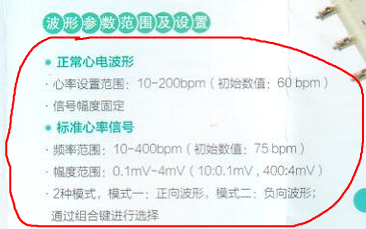 波形参数范围及设置
• 正常心电波形
· 心率设置范围：10-200bpm（初始数值：60 bpm）
· 信号幅度固定
• 标准心率信号
· 频率范围：10-400bpm（初始数值：75 bpm）
· 幅度范围：0.1mV-4mV（10:0.1mV , 400:4mV）
· 2种模式，模式一：正向波形，模式二：负向波形；
通过组合键进行选择